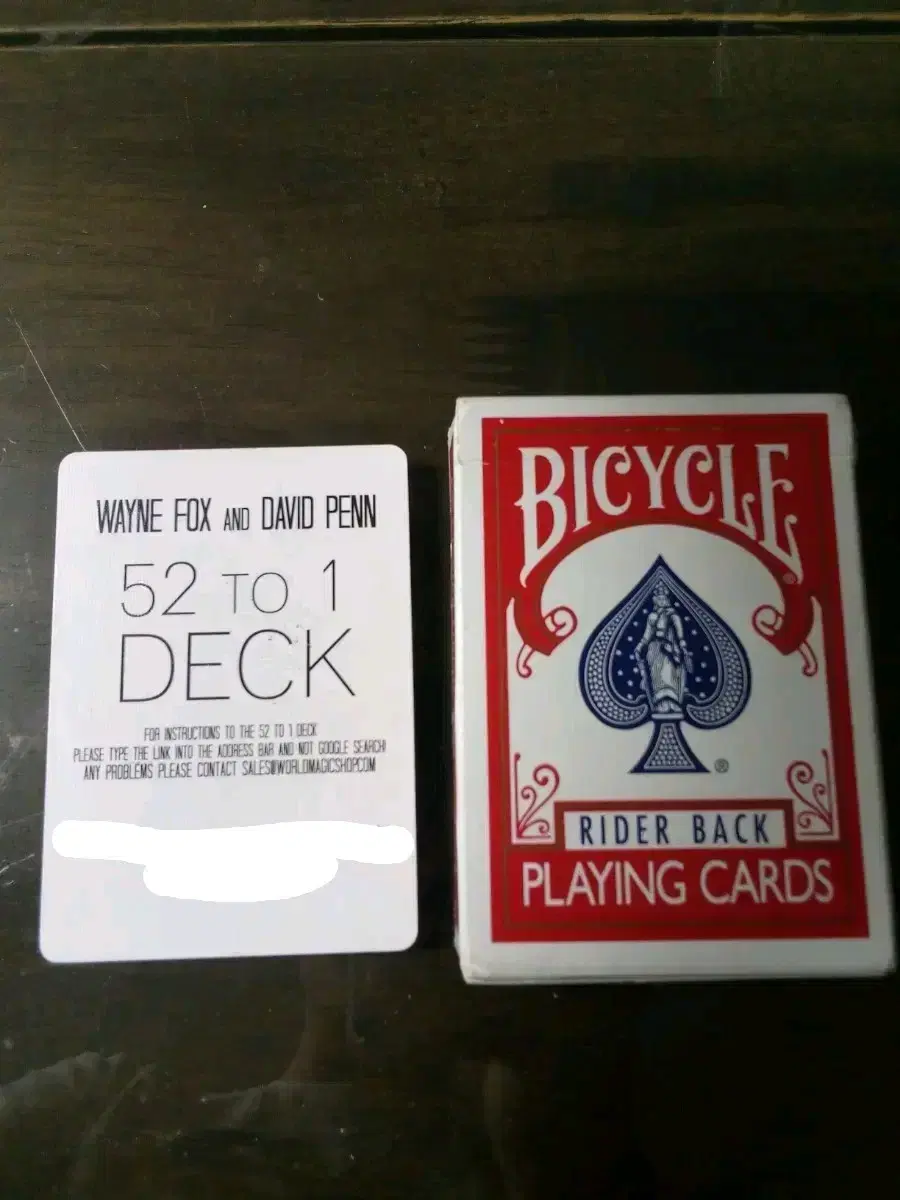 WAYNE FOX AND DAVID PENN
52 TO 1
DECK
FOR INSTRUCTIONS TO THE 52 TO 1 DECK
PLEASE TYPE THE LINK INTO THE ADDRESS BAR AND NOT GOOGLE SEARCH!
ANY PROBLEMS PLEASE CONTACT SALES@WORLDMAGICSHOP.COM
BICYCLE
®
®
RIDER BACK
PLAYING CARDS